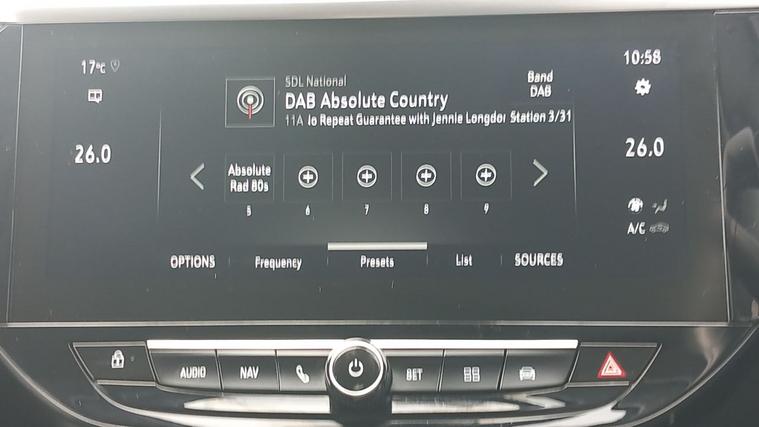 17°C
10:58
SDL National
Band
DAB Absolute Country
DAB
11A lo Repeat Guarantee with Jennie Longdor Station 3/31
26.0
26.0
Absolute
Rad 80s
5 6 7 8 9
A/C
OPTIONS Frequency Presets List SOURCES
AUDIO NAV SET